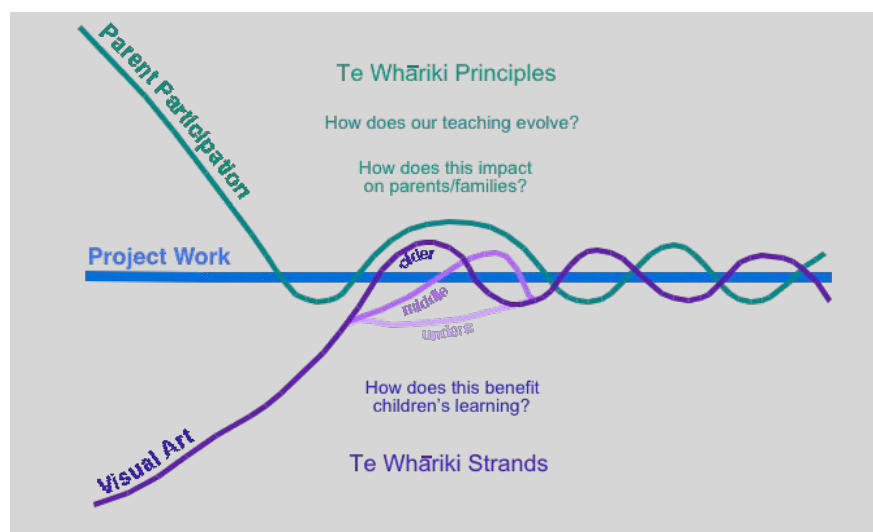 Parent Participation
Te Whāriki Principles
How does our teaching evolve?
How does this impact
on parents/families?
Project Work
older
middle
unders
How does this benefit
children's learning?
Visual Art
Te Whāriki Strands